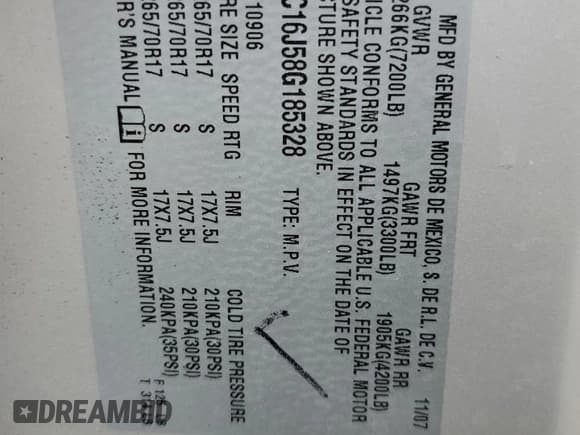 MFD BY GENERAL MOTORS DE MEXICO, S. DE R.L. DE C.V. 11/07
GVWR GAWR FRT GAWR RR
266KG(7200LB) 1497KG(3300LB) 1905KG(4200LB)
ICLE CONFORMS TO ALL APPLICABLE U.S. FEDERAL MOTOR
SAFETY STANDARDS IN EFFECT ON THE DATE OF
TURE SHOWN ABOVE.
C16J58G185328 TYPE: M.P.V.
10906
RE SIZE SPEED RTG RIM COLD TIRE PRESSURE
65/70R17 S 17X7.5J 210KPA(30PSI)
65/70R17 S 17X7.5J 210KPA(30PSI)
65/70R17 S 17X7.5J 240KPA(35PSI)
R'S MANUAL FOR MORE INFORMATION.
DREAMBID